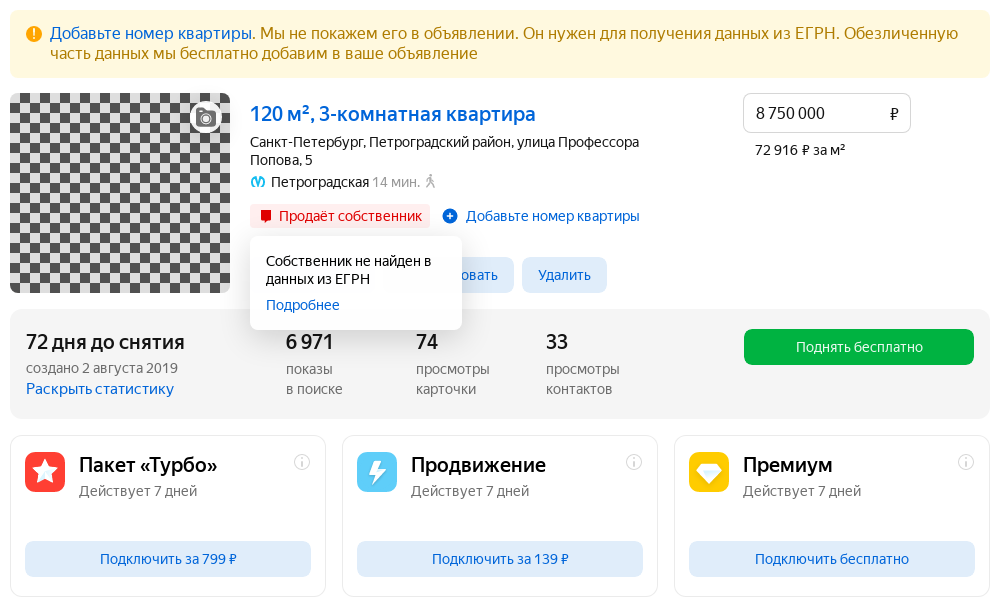 Добавьте номер квартиры. Мы не покажем его в объявлении. Он нужен для получения данных из ЕГРН. Обезличенную
часть данных мы бесплатно добавим в ваше объявление
120 м², 3-комнатная квартира
8 750 000 ₽
Санкт-Петербург, Петроградский район, улица Профессора
Попова, 5
72 916 ₽ за м²
Петроградская 14 мин.
Продаёт собственник
Добавьте номер квартиры
Собственник не найден в
данных из ЕГРН
Подробнее
Удалить
72 дня до снятия
создано 2 августа 2019
Раскрыть статистику
6 971
показы
в поиске
74
просмотры
карточки
33
просмотры
контактов
Поднять бесплатно
Пакет «Турбо»
Действует 7 дней
Подключить за 799 ₽
Продвижение
Действует 7 дней
Подключить за 139 ₽
Премиум
Действует 7 дней
Подключить бесплатно